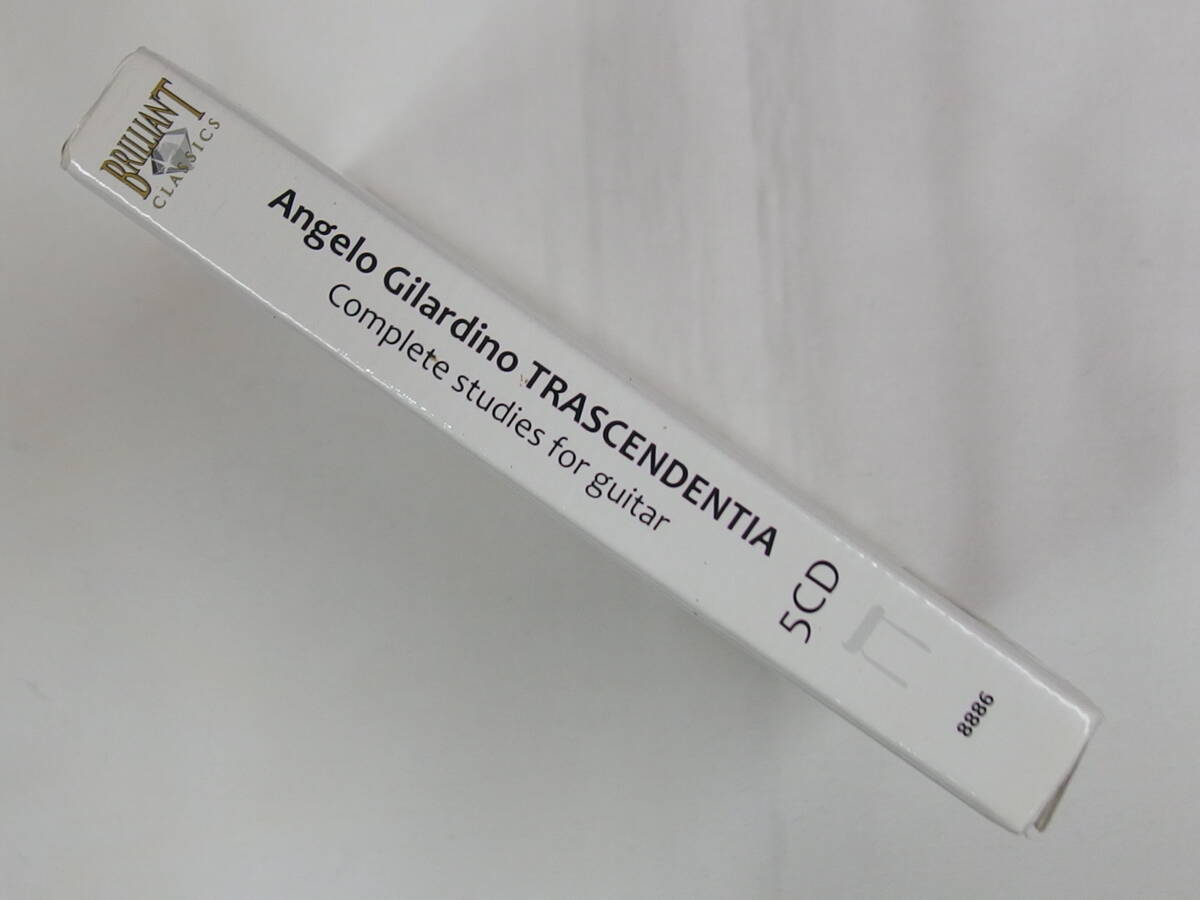 BRILLIANT
CLASSICS
Angelo Gilardino TRASCENDENTIA
Complete studies for guitar
5CD
8886